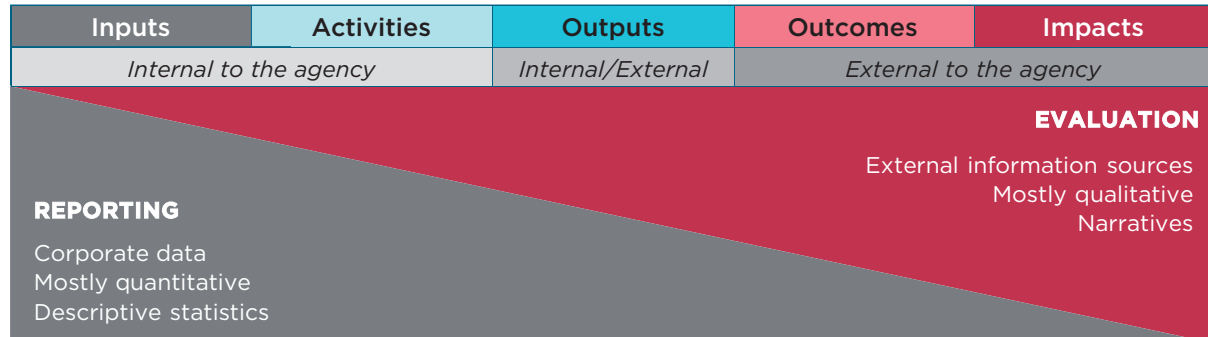 Inputs Activities Outputs Outcomes Impacts
Internal to the agency Internal/External External to the agency
EVALUATION
External information sources
Mostly qualitative
Narratives
REPORTING
Corporate data
Mostly quantitative
Descriptive statistics